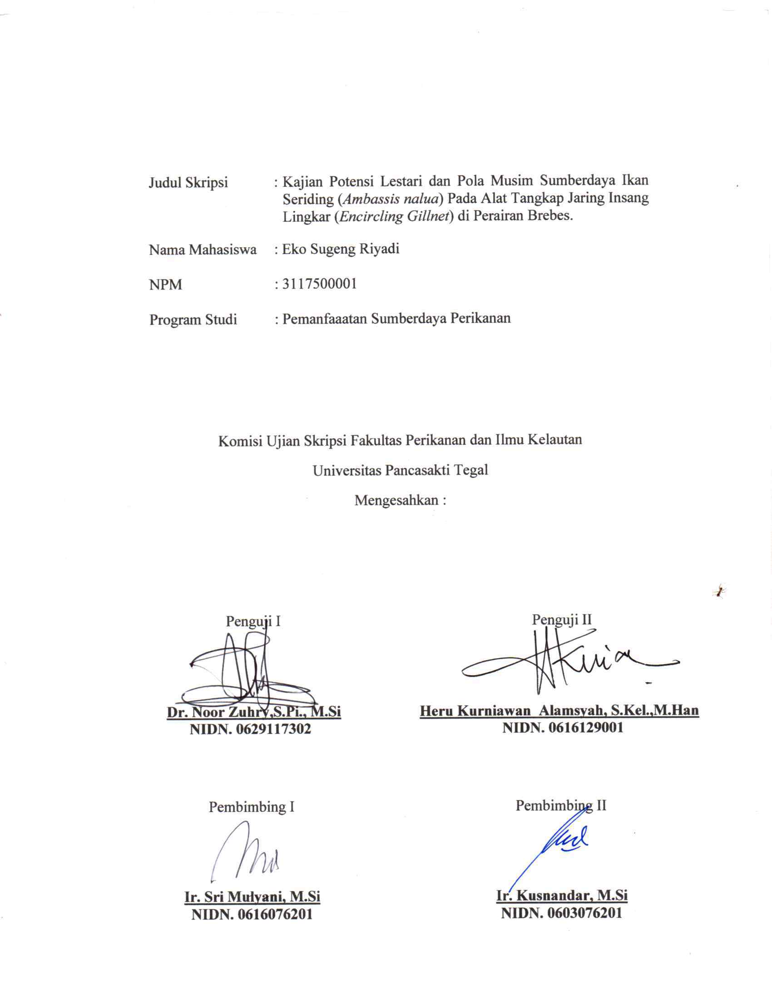 Judul Skripsi : Kajian Potensi Lestari dan Pola Musim Sumberdaya Ikan
Seriding (Ambassis nalua) Pada Alat Tangkap Jaring Insang
Lingkar (Encircling Gillnet) di Perairan Brebes.
Nama Mahasiswa : Eko Sugeng Riyadi
NPM : 3117500001
Program Studi : Pemanfaaatan Sumberdaya Perikanan
Komisi Ujian Skripsi Fakultas Perikanan dan Ilmu Kelautan
Universitas Pancasakti Tegal
Mengesahkan :
Penguji I
Penguji II
Dr. Noor Zuhry,S.Pi., M.Si
Heru Kurniawan Alamsyah, S.Kel.,M.Han
NIDN. 0629117302
NIDN. 0616129001
Pembimbing I
Pembimbing II
Ir. Sri Mulyani, M.Si
Ir. Kusnandar, M.Si
NIDN. 0616076201
NIDN. 0603076201